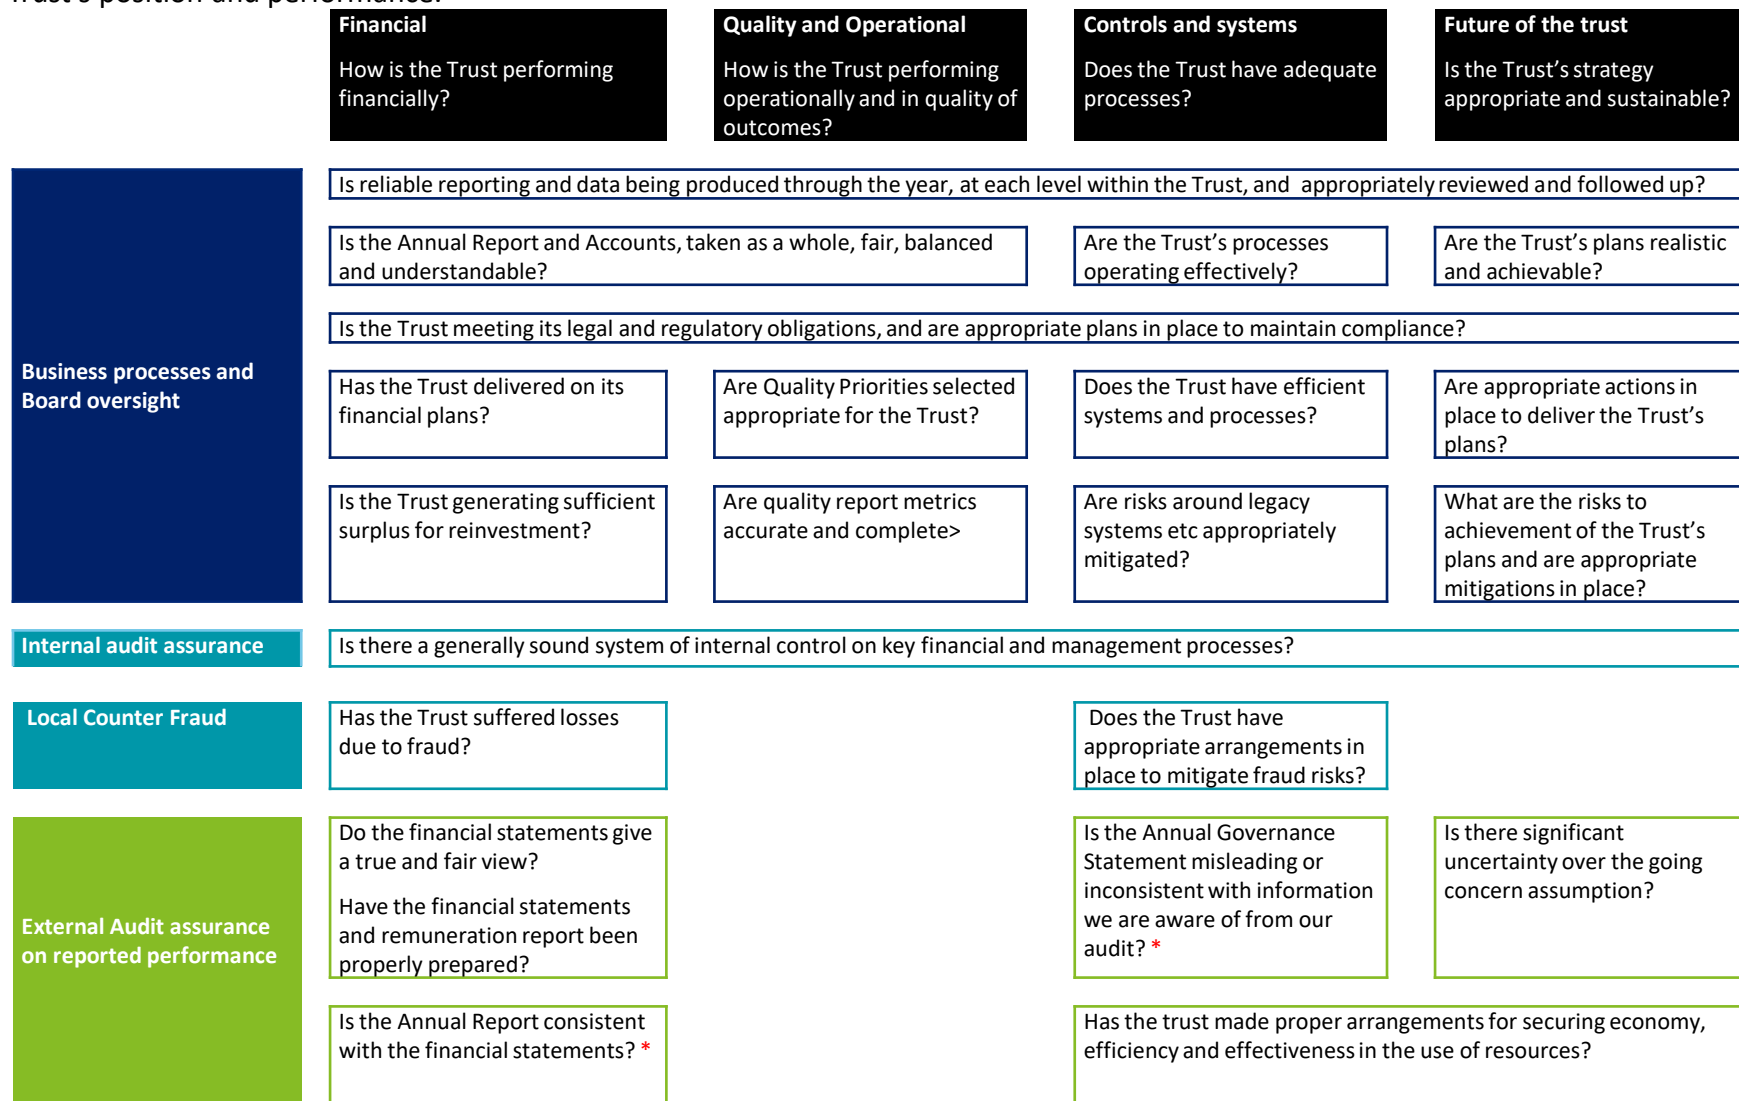 Trust's position and performance.
Financial
How is the Trust performing
financially?
Quality and Operational
How is the Trust performing
operationally and in quality of
outcomes?
Controls and systems
Does the Trust have adequate
processes?
Future of the trust
Is the Trust's strategy
appropriate and sustainable?
Business processes and
Board oversight
Is reliable reporting and data being produced through the year, at each level within the Trust, and appropriately reviewed and followed up?
Is the Annual Report and Accounts, taken as a whole, fair, balanced
and understandable?
Are the Trust's processes
operating effectively?
Are the Trust's plans realistic
and achievable?
Is the Trust meeting its legal and regulatory obligations, and are appropriate plans in place to maintain compliance?
Has the Trust delivered on its
financial plans?
Are Quality Priorities selected
appropriate for the Trust?
Does the Trust have efficient
systems and processes?
Are appropriate actions in
place to deliver the Trust's
plans?
Is the Trust generating sufficient
surplus for reinvestment?
Are quality report metrics
accurate and complete>
Are risks around legacy
systems etc appropriately
mitigated?
What are the risks to
achievement of the Trust's
plans and are appropriate
mitigations in place?
Internal audit assurance
Is there a generally sound system of internal control on key financial and management processes?
Local Counter Fraud
Has the Trust suffered losses
due to fraud?
Does the Trust have
appropriate arrangements in
place to mitigate fraud risks?
External Audit assurance
on reported performance
Do the financial statements give
a true and fair view?
Have the financial statements
and remuneration report been
properly prepared?
Is the Annual Governance
Statement misleading or
inconsistent with information
we are aware of from our
audit? *
Is there significant
uncertainty over the going
concern assumption?
Is the Annual Report consistent
with the financial statements? *
Has the trust made proper arrangements for securing economy,
efficiency and effectiveness in the use of resources?